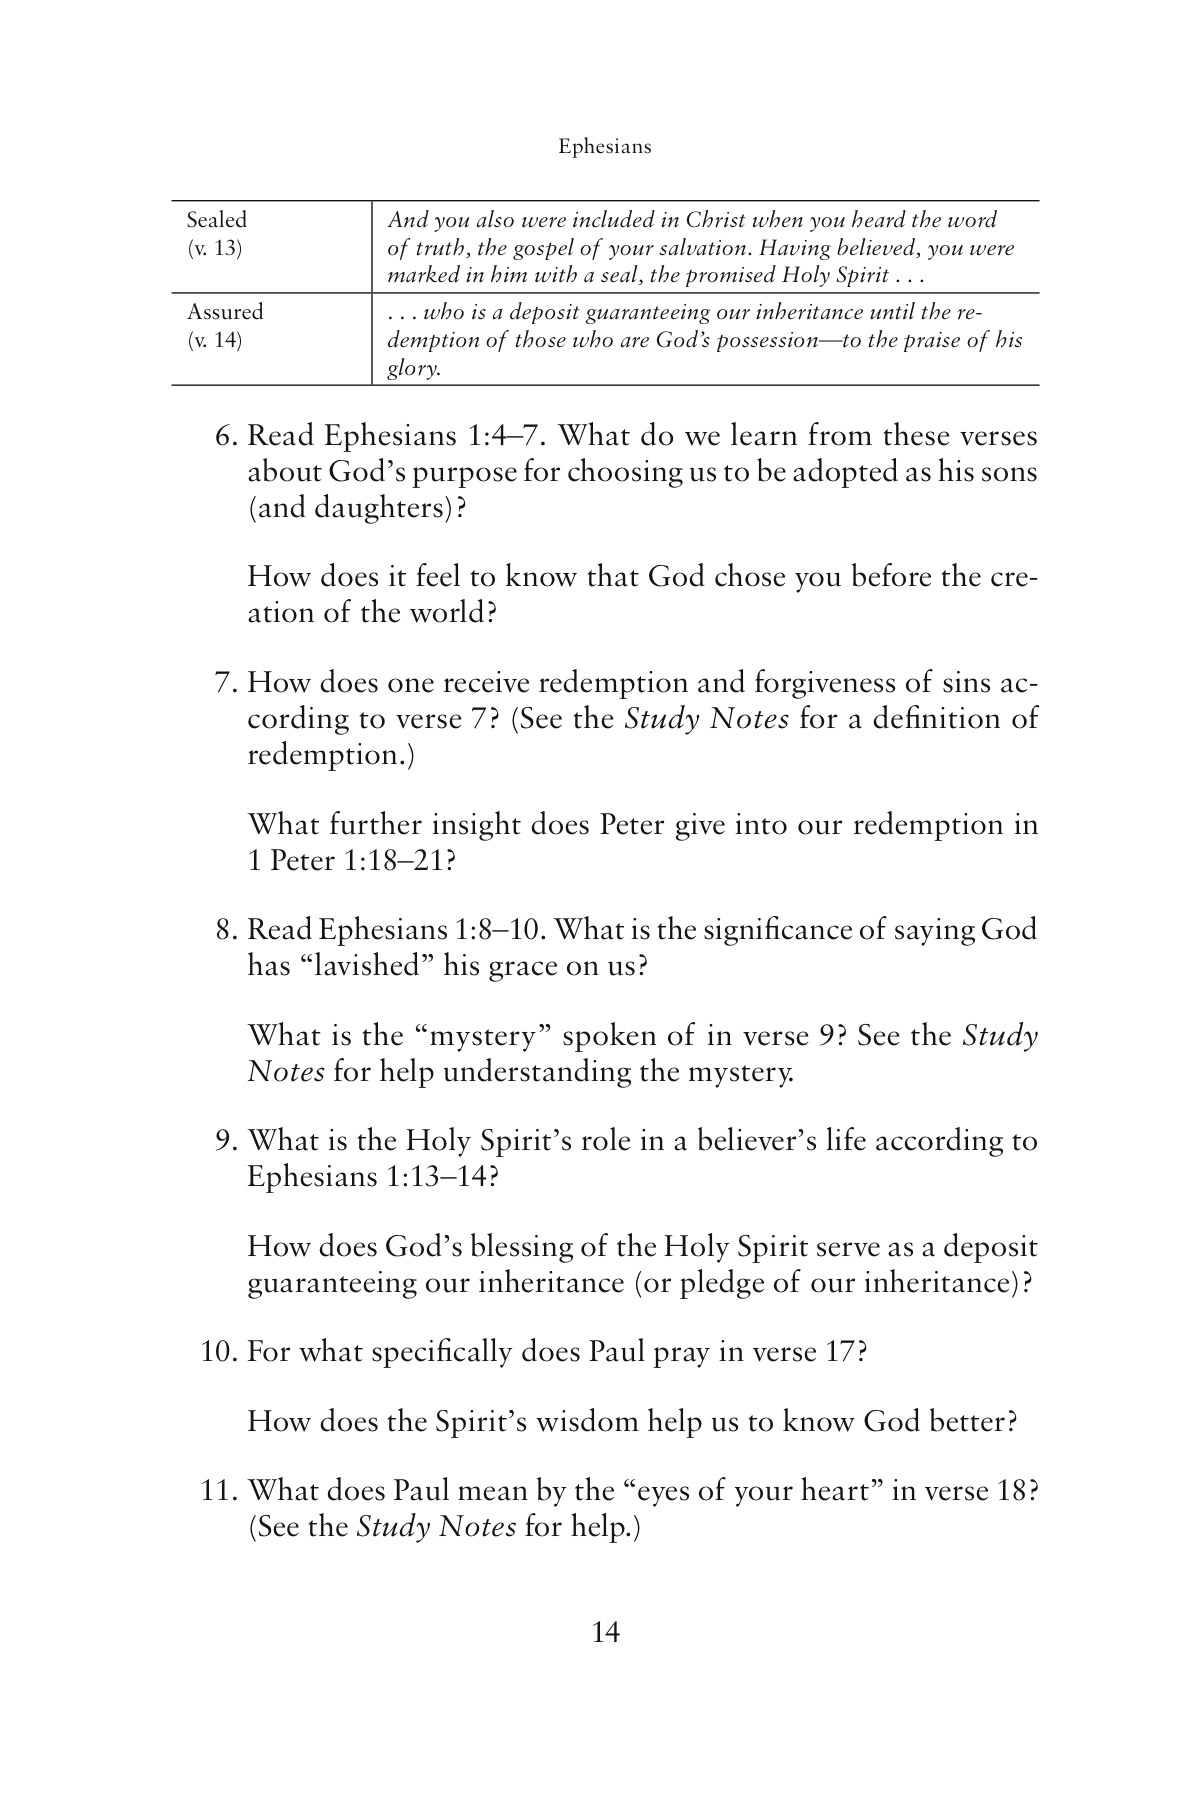 Ephesians
Sealed
(v. 13)
And you also were included in Christ when you heard the word
of truth, the gospel of your salvation. Having believed, you were
marked in him with a seal, the promised Holy Spirit . . .
Assured
(v. 14)
. . . who is a deposit guaranteeing our inheritance until the re-
demption of those who are God’s possession—to the praise of his
glory.
6. Read Ephesians 1:4–7. What do we learn from these verses
about God’s purpose for choosing us to be adopted as his sons
(and daughters)?
How does it feel to know that God chose you before the cre-
ation of the world?
7. How does one receive redemption and forgiveness of sins ac-
cording to verse 7? (See the Study Notes for a definition of
redemption.)
What further insight does Peter give into our redemption in
1 Peter 1:18–21?
8. Read Ephesians 1:8–10. What is the significance of saying God
has “lavished” his grace on us?
What is the “mystery” spoken of in verse 9? See the Study
Notes for help understanding the mystery.
9. What is the Holy Spirit’s role in a believer’s life according to
Ephesians 1:13–14?
How does God’s blessing of the Holy Spirit serve as a deposit
guaranteeing our inheritance (or pledge of our inheritance)?
10. For what specifically does Paul pray in verse 17?
How does the Spirit’s wisdom help us to know God better?
11. What does Paul mean by the “eyes of your heart” in verse 18?
(See the Study Notes for help.)
14